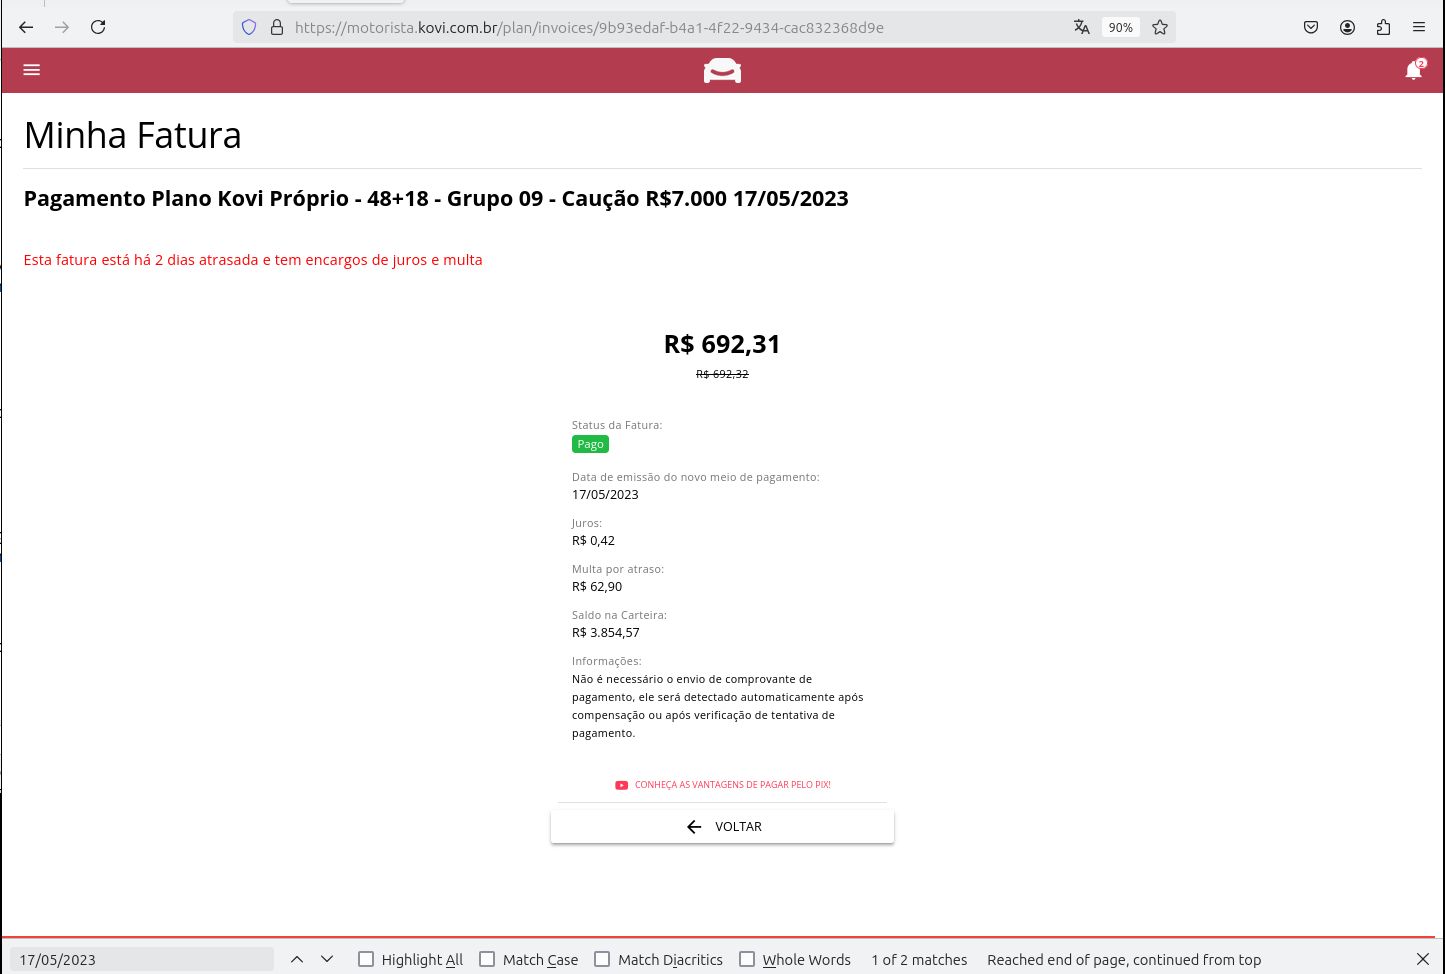 https://motorista.kovi.com.br/plan/invoices/9b93edaf-b4a1-4f22-9434-cac832368d9e
90%
2
Minha Fatura
Pagamento Plano Kovi Próprio - 48+18 - Grupo 09 - Caução R$7.000 17/05/2023
Esta fatura está há 2 dias atrasada e tem encargos de juros e multa
R$ 692,31
R$ 692,32
Status da Fatura:
Pago
Data de emissão do novo meio de pagamento:
17/05/2023
Juros:
R$ 0,42
Multa por atraso:
R$ 62,90
Saldo na Carteira:
R$ 3.854,57
Informações:
Não é necessário o envio de comprovante de
pagamento, ele será detectado automaticamente após
compensação ou após verificação de tentativa de
pagamento.
CONHEÇA AS VANTAGENS DE PAGAR PELO PIX!
VOLTAR
17/05/2023 Highlight All Match Case Match Diacritics Whole Words 1 of 2 matches Reached end of page, continued from top